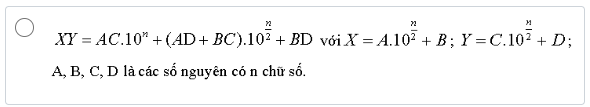 XY = AC.10ⁿ + (AD + BC).10^(n/2) + BD với X = A.10^(n/2) + B; Y = C.10^(n/2) + D;
A, B, C, D là các số nguyên có n chữ số.